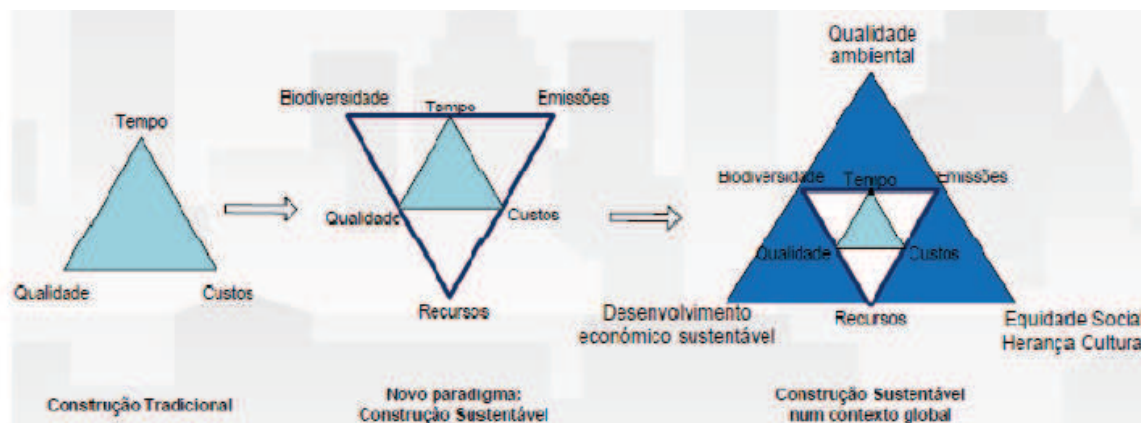 Tempo
Qualidade
Custos
Construção Tradicional
Biodiversidade
Tempo
Emissões
Qualidade
Custos
Recursos
Novo paradigma:
Construção Sustentável
Qualidade
ambiental
Biodiversidade
Tempo
Emissões
Qualidade
Custos
Desenvolvimento
económico sustentável
Recursos
Equidade Social
Herança Cultura
Construção Sustentável
num contexto global